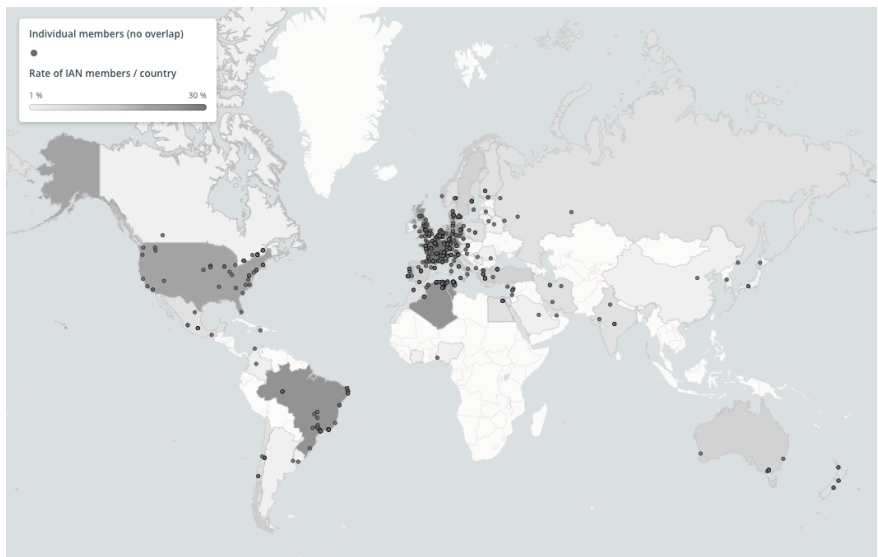 Individual members (no overlap)
Rate of IAN members / country
1 %
30 %